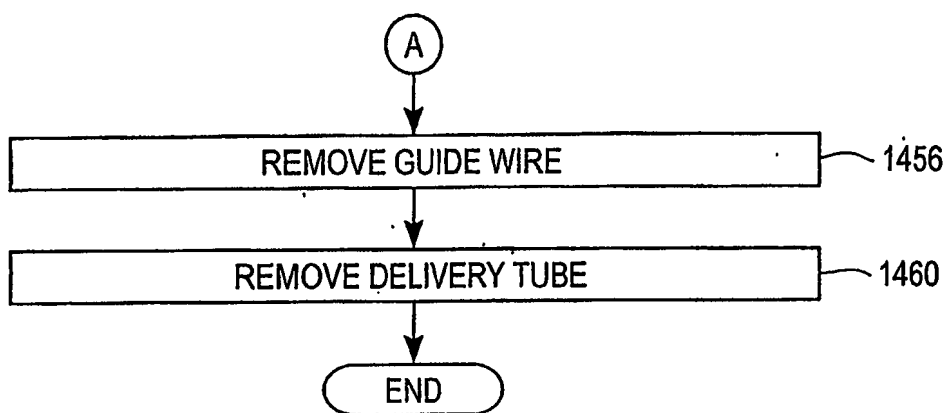 A
REMOVE GUIDE WIRE
1456
REMOVE DELIVERY TUBE
1460
END